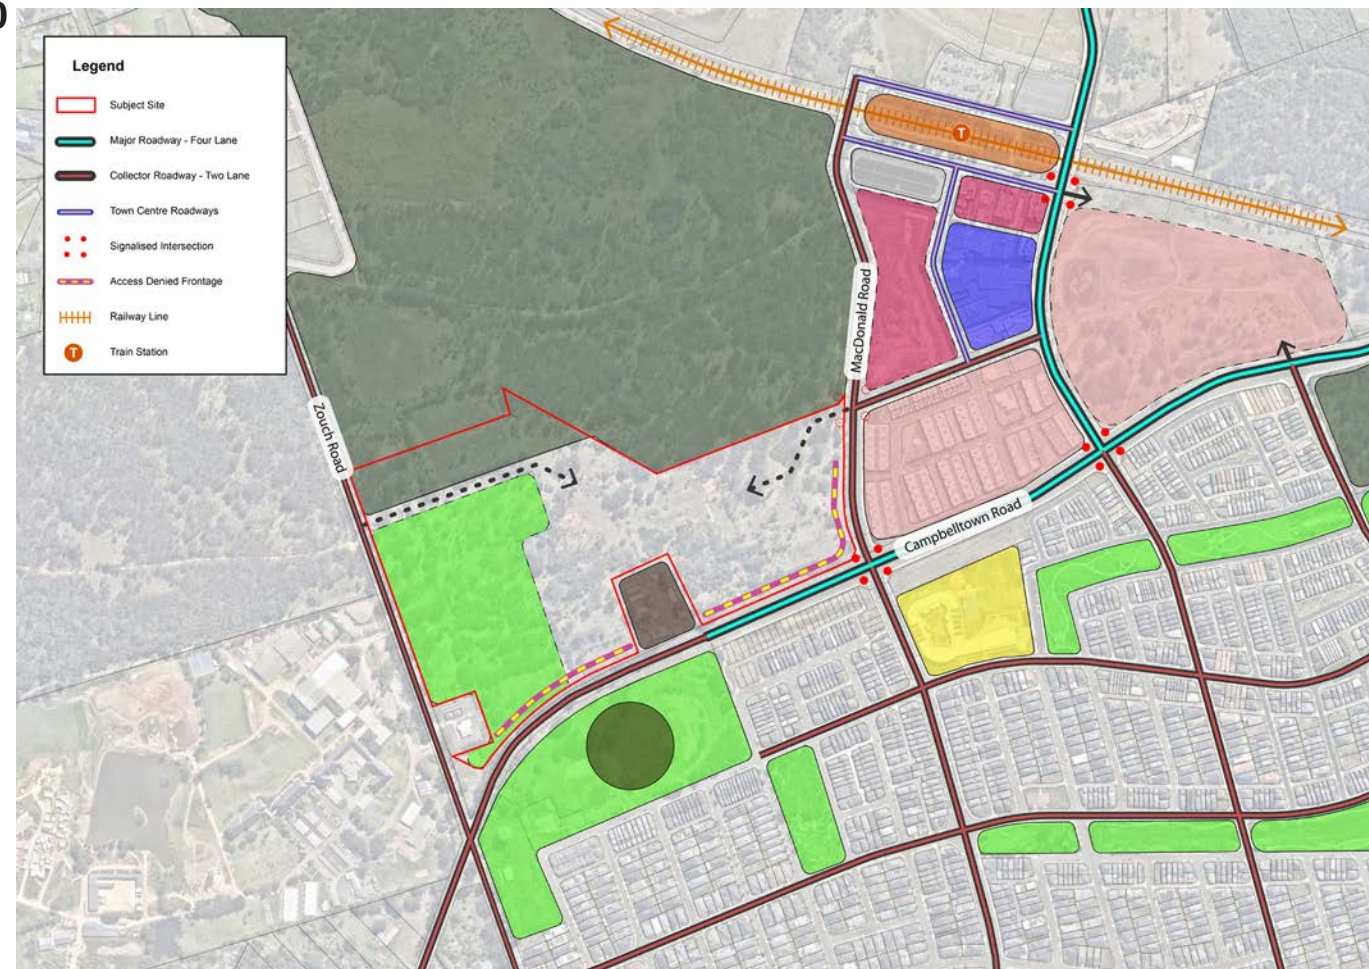 Legend
Subject Site
Major Roadway - Four Lane
Collector Roadway - Two Lane
Town Centre Roadways
Signalised Intersection
Access Denied Frontage
Railway Line
T
Train Station
T
MacDonald Road
Zouch Road
Campbelltown Road